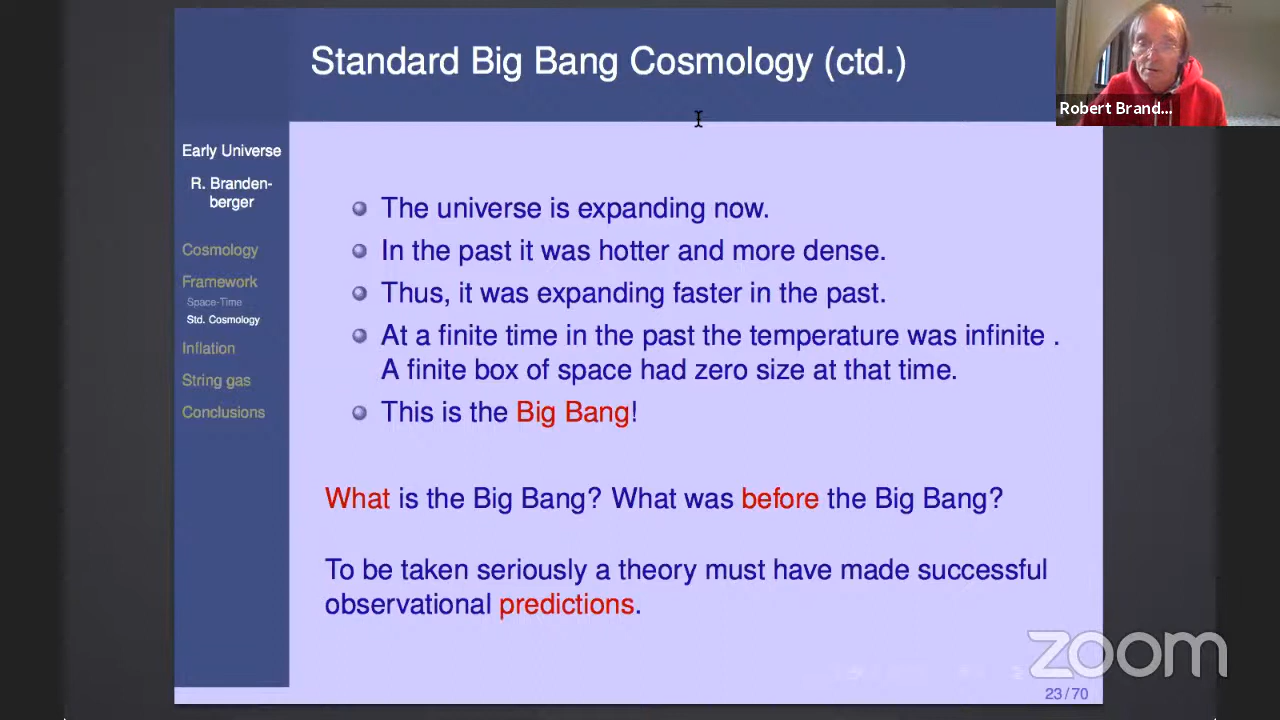 Standard Big Bang Cosmology (ctd.)
Robert Brand...
Early Universe
R. Branden-
berger
Cosmology
Framework
Space-Time
Std. Cosmology
Inflation
String gas
Conclusions
The universe is expanding now.
In the past it was hotter and more dense.
Thus, it was expanding faster in the past.
At a finite time in the past the temperature was infinite .
A finite box of space had zero size at that time.
This is the Big Bang!
What is the Big Bang? What was before the Big Bang?
To be taken seriously a theory must have made successful
observational predictions.
zoom
23 / 70